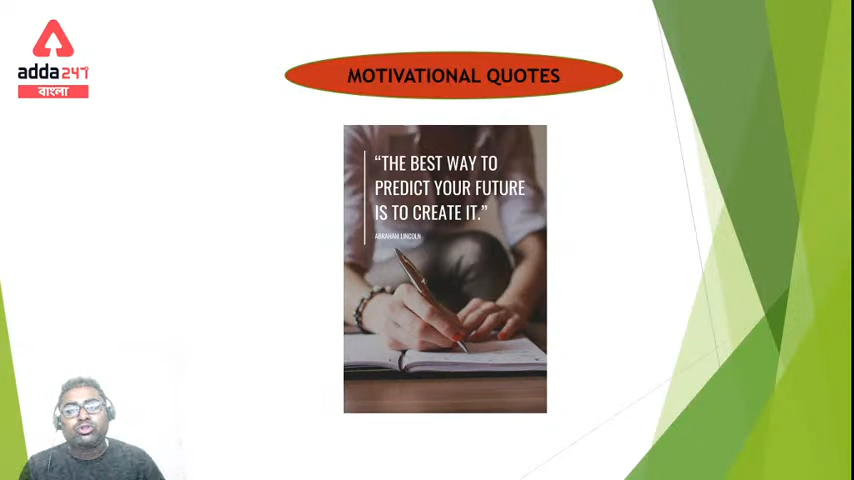 adda247
বাংলা
MOTIVATIONAL QUOTES
“THE BEST WAY TO
PREDICT YOUR FUTURE
IS TO CREATE IT.”
ABRAHAM LINCOLN